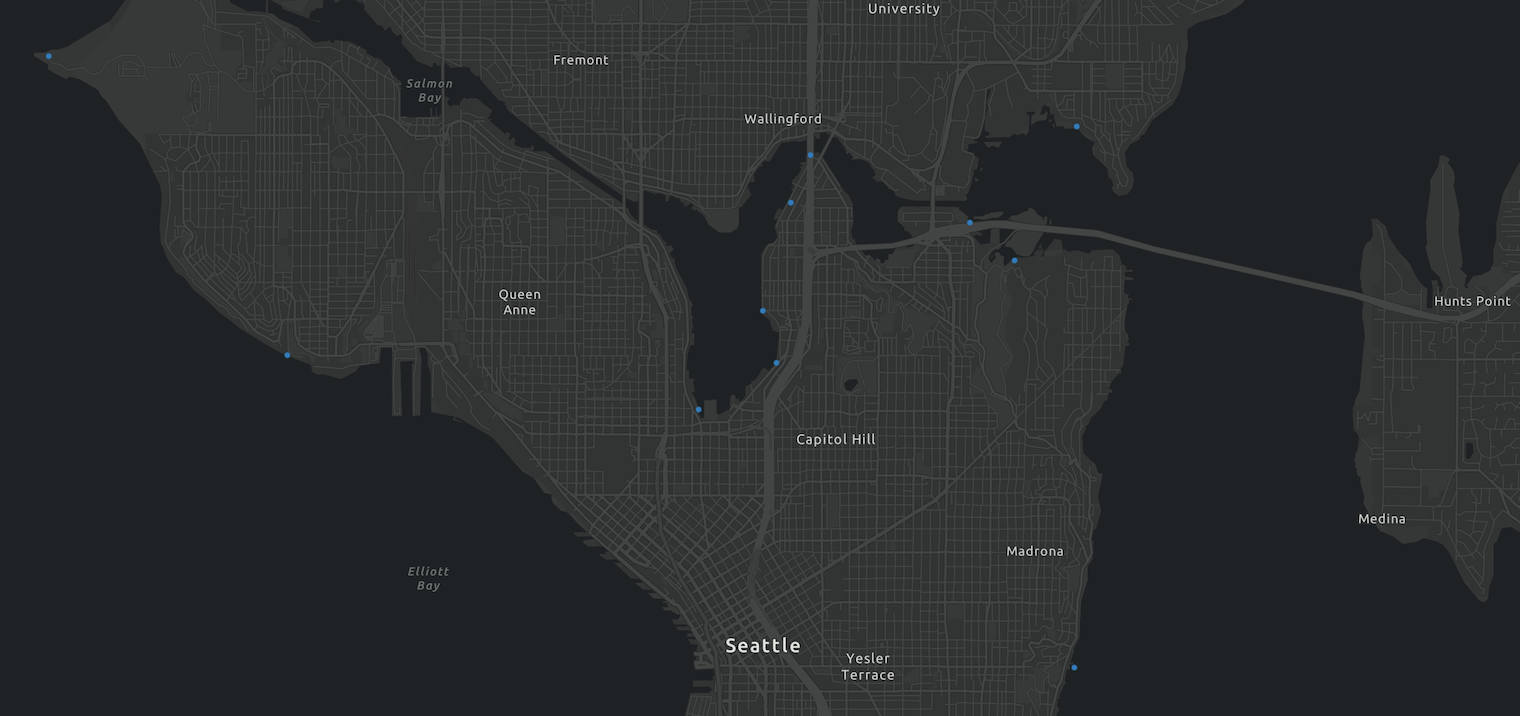 University
Fremont
Salmon
Bay
Wallingford
Queen
Anne
Hunts Point
Capitol Hill
Medina
Madrona
Elliott
Bay
Seattle
Yesler
Terrace